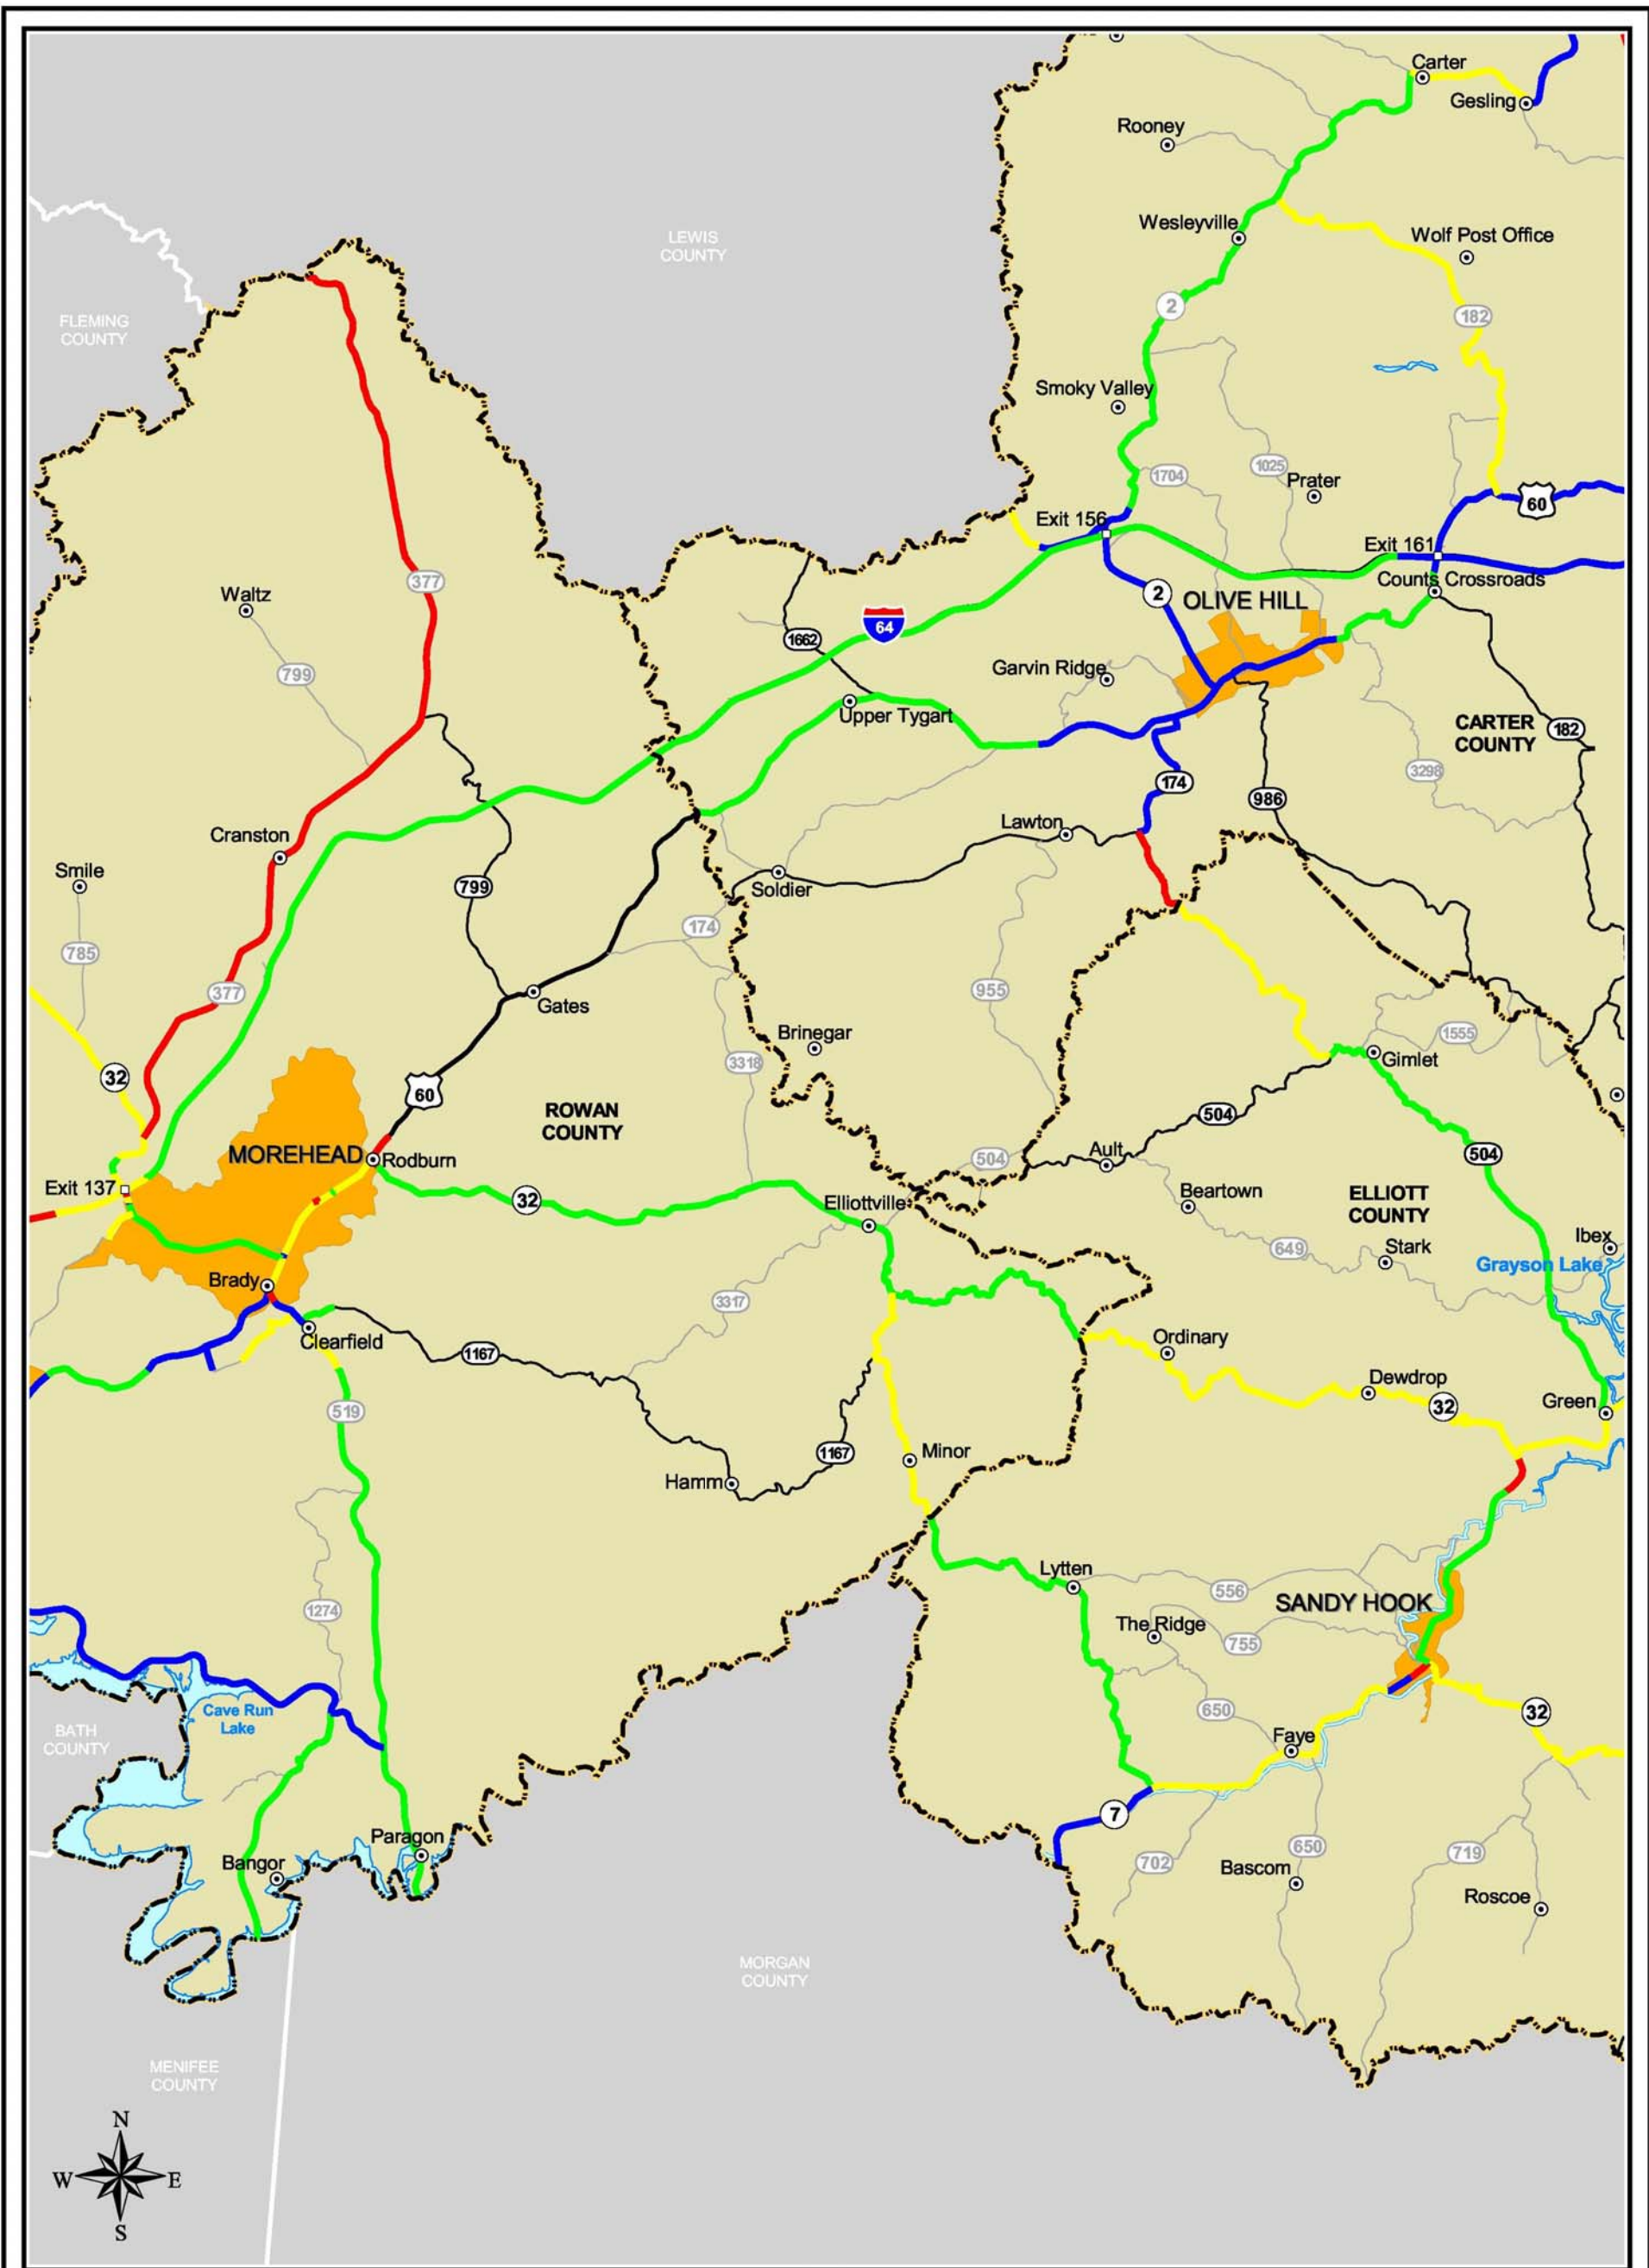 Carter
Gesling
Rooney
Wesleyville
Wolf Post Office
LEWIS
COUNTY
2
182
FLEMING
COUNTY
Smoky Valley
1704
1025
Prater
60
Exit 156
Exit 161
Counts Crossroads
377
Waltz
2
OLIVE HILL
64
1662
799
Garvin Ridge
Upper Tygart
CARTER
COUNTY
182
3298
174
986
Cranston
Lawton
Smile
799
Soldier
174
785
377
955
Gates
Brinegar
1555
3318
Gimlet
32
60
ROWAN
COUNTY
504
MOREHEAD
Rodburn
504
Ault
504
Exit 137
32
Elliottville
Beartown
ELLIOTT
COUNTY
649
Stark
Ibex
Grayson Lake
Brady
3317
Clearfield
1167
Ordinary
Dewdrop
32
Green
519
1167
Minor
Hamm
Lytten
556
SANDY HOOK
1274
The Ridge
755
Cave Run
Lake
BATH
COUNTY
650
32
Faye
7
Paragon
Bangor
702
650
Bascom
719
Roscoe
MORGAN
COUNTY
MENIFEE
COUNTY
N
W
E
S